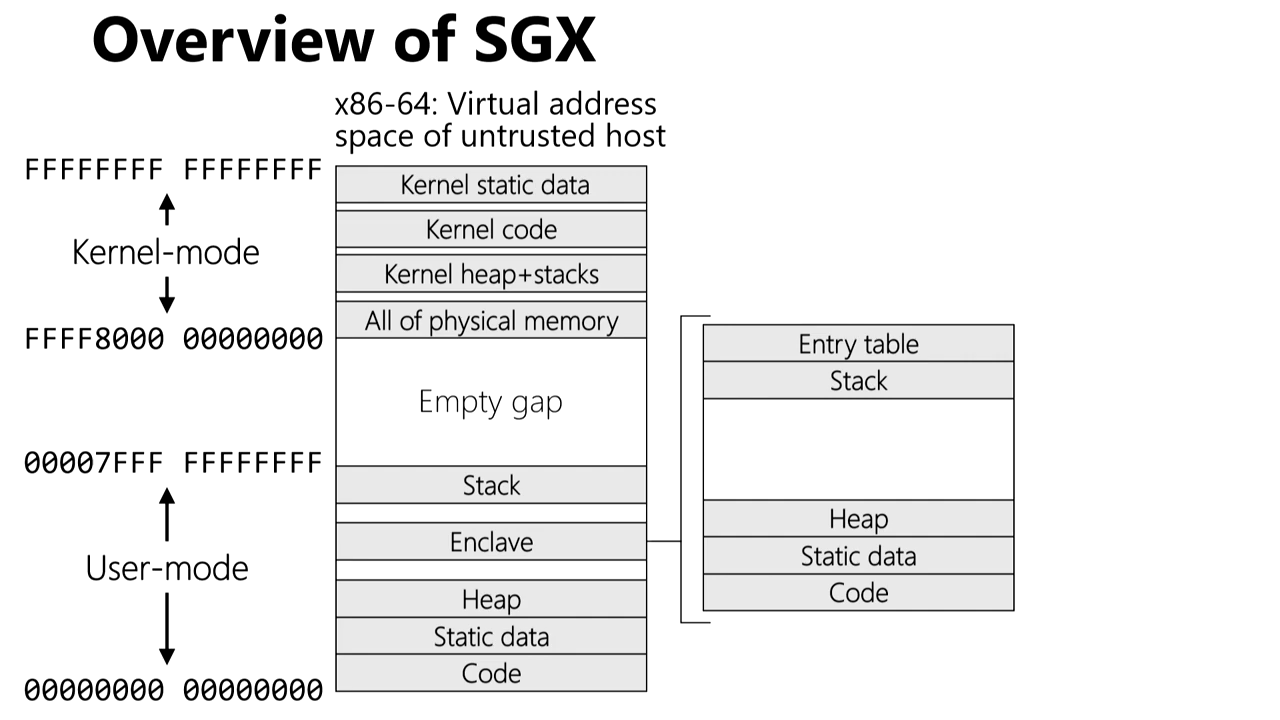 Overview of SGX
x86-64: Virtual address
space of untrusted host
FFFFFFFF FFFFFFFF
Kernel-mode
FFFF8000 00000000
00007FFF FFFFFFFF
User-mode
00000000 00000000
Kernel static data
Kernel code
Kernel heap+stacks
All of physical memory
Empty gap
Stack
Enclave
Heap
Static data
Code
Entry table
Stack
Heap
Static data
Code